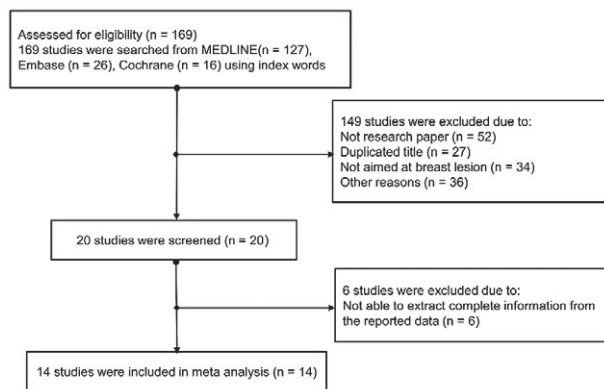 Assessed for eligibility (n = 169)
169 studies were searched from MEDLINE(n = 127),
Embase (n = 26), Cochrane (n = 16) using index words
149 studies were excluded due to:
Not research paper (n = 52)
Duplicated title (n = 27)
Not aimed at breast lesion (n = 34)
Other reasons (n = 36)
20 studies were screened (n = 20)
6 studies were excluded due to:
Not able to extract complete information from
the reported data (n = 6)
14 studies were included in meta analysis (n = 14)